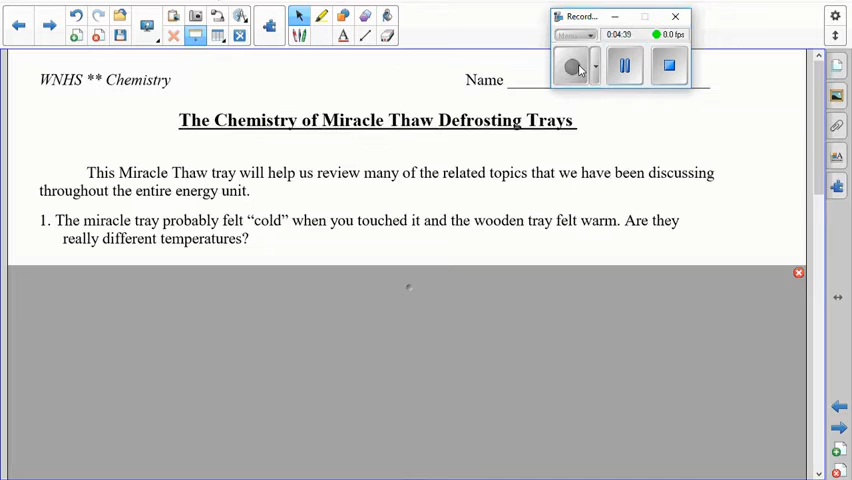 Record...
Menu
0:04:39
0.0 fps
WNHS ** Chemistry
Name
The Chemistry of Miracle Thaw Defrosting Trays
This Miracle Thaw tray will help us review many of the related topics that we have been discussing
throughout the entire energy unit.
1. The miracle tray probably felt “cold” when you touched it and the wooden tray felt warm. Are they
really different temperatures?